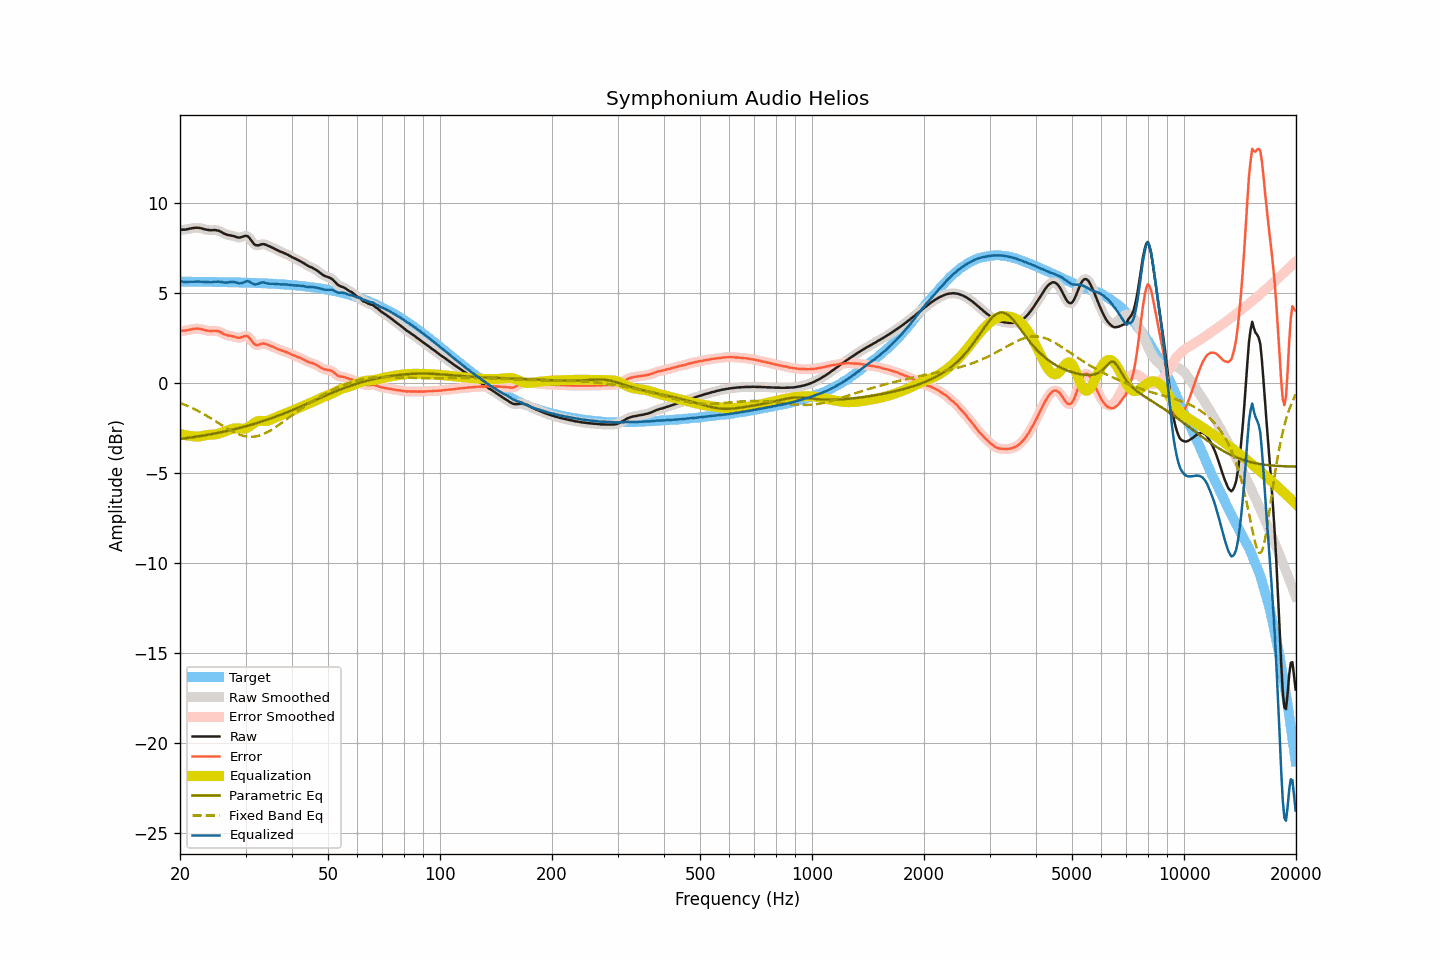 Symphonium Audio Helios
Amplitude (dBr)
10
5
0
−5
−10
−15
−20
−25
Target
Raw Smoothed
Error Smoothed
Raw
Error
Equalization
Parametric Eq
Fixed Band Eq
Equalized
20 50 100 200 500 1000 2000 5000 10000 20000
Frequency (Hz)